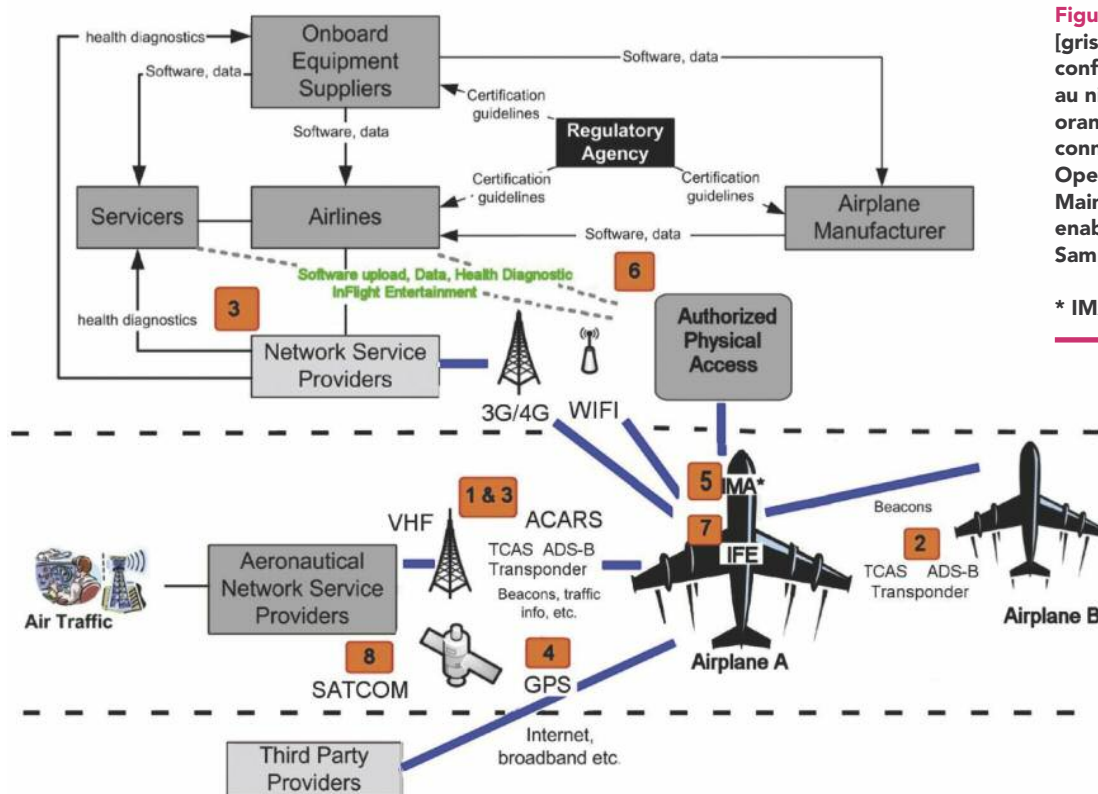 health diagnostics
Software, data
Onboard
Equipment
Suppliers
Software, data
Certification
guidelines
Software, data
Regulatory
Agency
Certification
guidelines
Certification
guidelines
Servicers
Airlines
Airplane
Manufacturer
Software, data
Software upload, Data, Health Diagnostic
InFlight Entertainment
6
3
health diagnostics
Network Service
Providers
3G/4G
WIFI
Authorized
Physical
Access
1 & 3
VHF
ACARS
TCAS ADS-B
Transponder
Beacons, traffic
info, etc.
Air Traffic
Aeronautical
Network Service
Providers
8
SATCOM
4
GPS
5
IMA*
7
IFE
Airplane A
Beacons
2
TCAS ADS-B
Transponder
Airplane B
Internet,
broadband etc.
Third Party
Providers
Figu
[gris
conf
au n
oran
conn
Ope
Main
enab
Sam
* IM